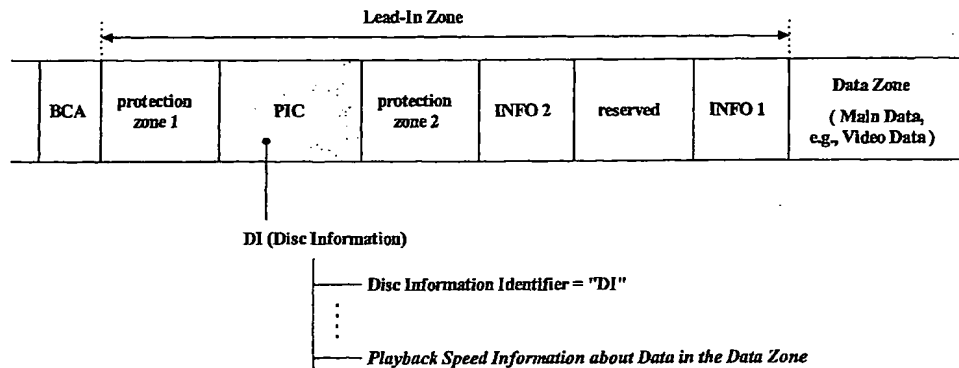 Lead-In Zone
BCA
protection
zone 1
PIC
protection
zone 2
INFO 2
reserved
INFO 1
Data Zone
( Main Data,
e.g., Video Data )
DI (Disc Information)
Disc Information Identifier = "DI"
Playback Speed Information about Data in the Data Zone